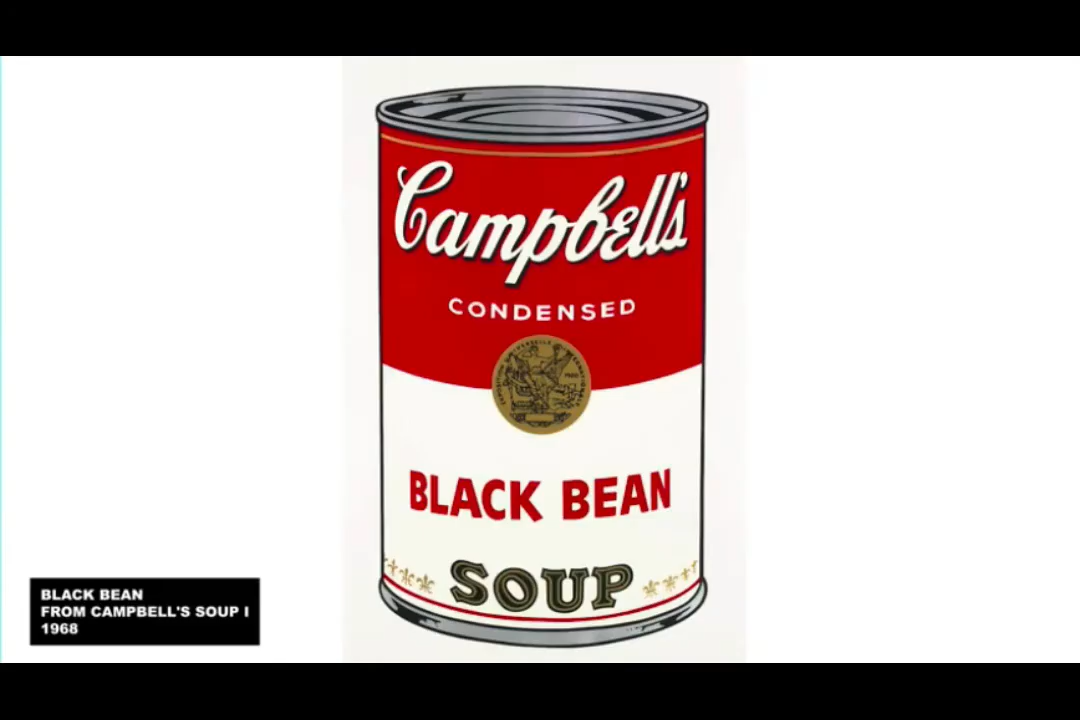 Campbell's
CONDENSED
BLACK BEAN
SOUP
BLACK BEAN
FROM CAMPBELL'S SOUP I
1968